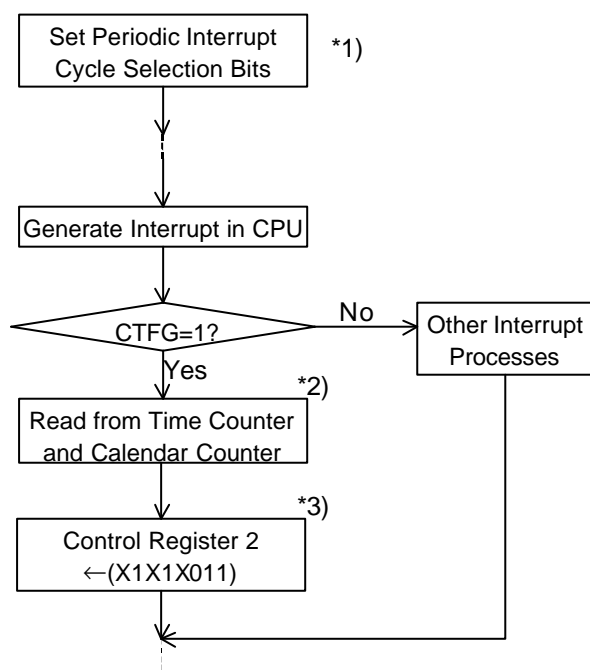 Set Periodic Interrupt
Cycle Selection Bits
*1)
Generate Interrupt in CPU
CTFG=1?
No
Other Interrupt
Processes
Yes
*2)
Read from Time Counter
and Calendar Counter
*3)
Control Register 2
←(X1X1X011)